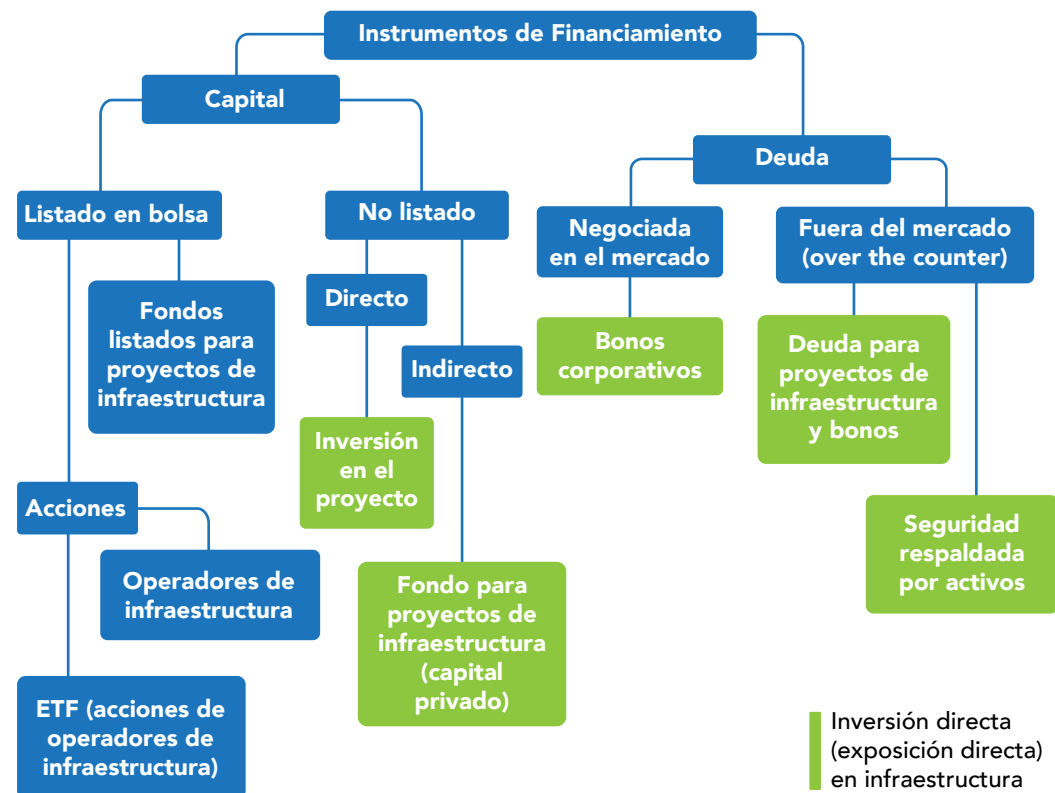 Instrumentos de Financiamiento
Capital
Deuda
Listado en bolsa
No listado
Negociada
en el mercado
Fuera del mercado
(over the counter)
Directo
Fondos
listados para
proyectos de
infraestructura
Indirecto
Bonos
corporativos
Deuda para
proyectos de
infraestructura
y bonos
Inversión
en el
proyecto
Acciones
Seguridad
respaldada
por activos
Operadores de
infraestructura
Fondo para
proyectos de
infraestructura
(capital
privado)
ETF (acciones de
operadores de
infraestructura)
Inversión directa
(exposición directa)
en infraestructura